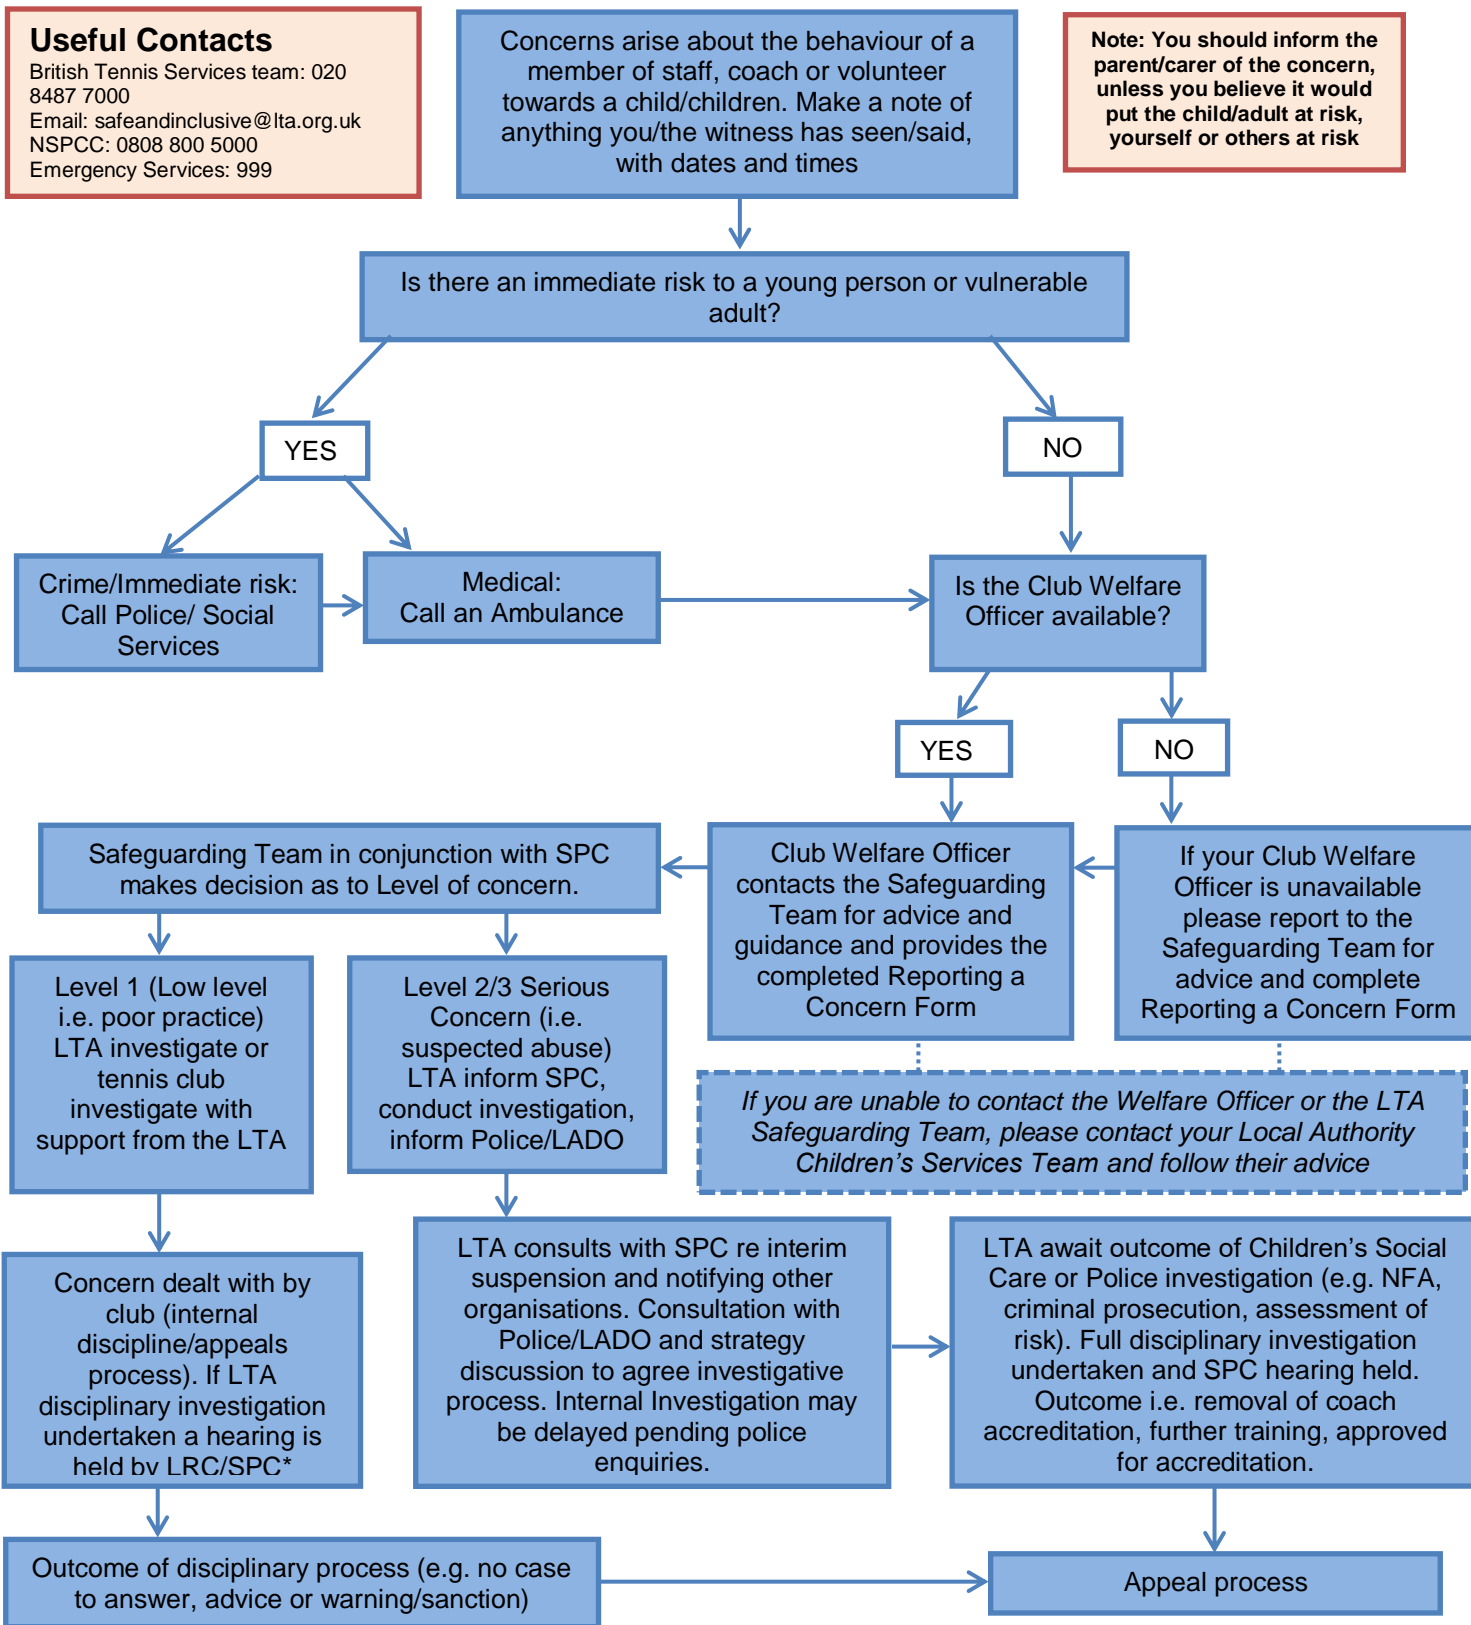 Useful Contacts
British Tennis Services team: 020
8487 7000
Email: safeandinclusive@lta.org.uk
NSPCC: 0808 800 5000
Emergency Services: 999
Concerns arise about the behaviour of a
member of staff, coach or volunteer
towards a child/children. Make a note of
anything you/the witness has seen/said,
with dates and times
Note: You should inform the
parent/carer of the concern,
unless you believe it would
put the child/adult at risk,
yourself or others at risk
Is there an immediate risk to a young person or vulnerable
adult?
YES
NO
Crime/Immediate risk:
Call Police/ Social
Services
Medical:
Call an Ambulance
Is the Club Welfare
Officer available?
YES
NO
Safeguarding Team in conjunction with SPC
makes decision as to Level of concern.
Club Welfare Officer
contacts the Safeguarding
Team for advice and
guidance and provides the
completed Reporting a
Concern Form
If your Club Welfare
Officer is unavailable
please report to the
Safeguarding Team for
advice and complete
Reporting a Concern Form
Level 1 (Low level
i.e. poor practice)
LTA investigate or
tennis club
investigate with
support from the LTA
Level 2/3 Serious
Concern (i.e.
suspected abuse)
LTA inform SPC,
conduct investigation,
inform Police/LADO
If you are unable to contact the Welfare Officer or the LTA
Safeguarding Team, please contact your Local Authority
Children’s Services Team and follow their advice
Concern dealt with by
club (internal
discipline/appeals
process). If LTA
disciplinary investigation
undertaken a hearing is
held by LRC/SPC*
LTA consults with SPC re interim
suspension and notifying other
organisations. Consultation with
Police/LADO and strategy
discussion to agree investigative
process. Internal Investigation may
be delayed pending police
enquiries.
LTA await outcome of Children’s Social
Care or Police investigation (e.g. NFA,
criminal prosecution, assessment of
risk). Full disciplinary investigation
undertaken and SPC hearing held.
Outcome i.e. removal of coach
accreditation, further training, approved
for accreditation.
Outcome of disciplinary process (e.g. no case
to answer, advice or warning/sanction)
Appeal process